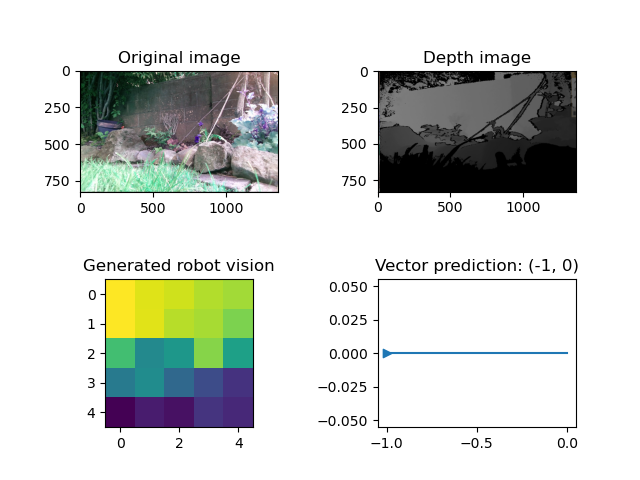 Original image
0
250
500
750
0 500 1000
Depth image
0
250
500
750
0 500 1000
Generated robot vision
0
1
2
3
4
0 2 4
Vector prediction: (-1, 0)
0.050
0.025
0.000
−0.025
−0.050
−1.0 −0.5 0.0